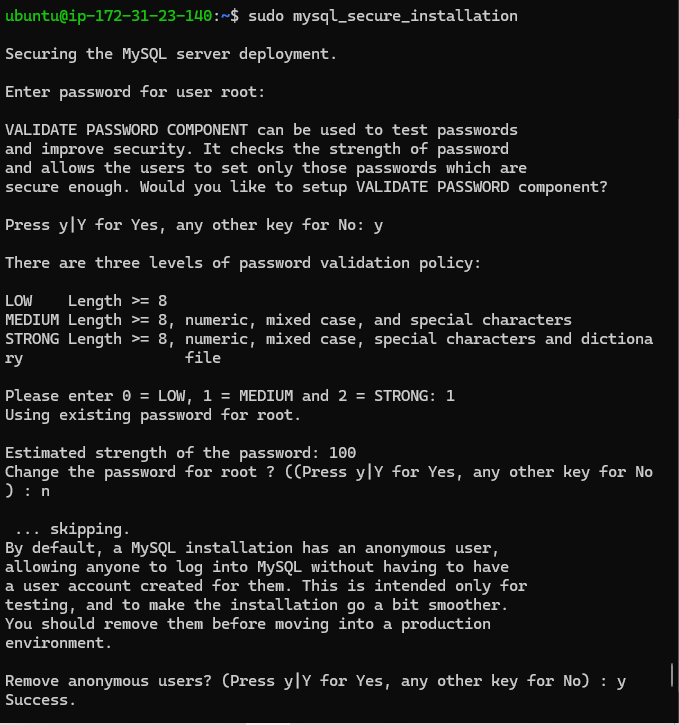 ubuntu@ip-172-31-23-140:~$ sudo mysql_secure_installation
Securing the MySQL server deployment.
Enter password for user root:
VALIDATE PASSWORD COMPONENT can be used to test passwords
and improve security. It checks the strength of password
and allows the users to set only those passwords which are
secure enough. Would you like to setup VALIDATE PASSWORD component?
Press y|Y for Yes, any other key for No: y
There are three levels of password validation policy:
LOW    Length >= 8
MEDIUM Length >= 8, numeric, mixed case, and special characters
STRONG Length >= 8, numeric, mixed case, special characters and dictiona
ry                  file
Please enter 0 = LOW, 1 = MEDIUM and 2 = STRONG: 1
Using existing password for root.
Estimated strength of the password: 100
Change the password for root ? ((Press y|Y for Yes, any other key for No
) : n
 ... skipping.
By default, a MySQL installation has an anonymous user,
allowing anyone to log into MySQL without having to have
a user account created for them. This is intended only for
testing, and to make the installation go a bit smoother.
You should remove them before moving into a production
environment.
Remove anonymous users? (Press y|Y for Yes, any other key for No) : y
Success.